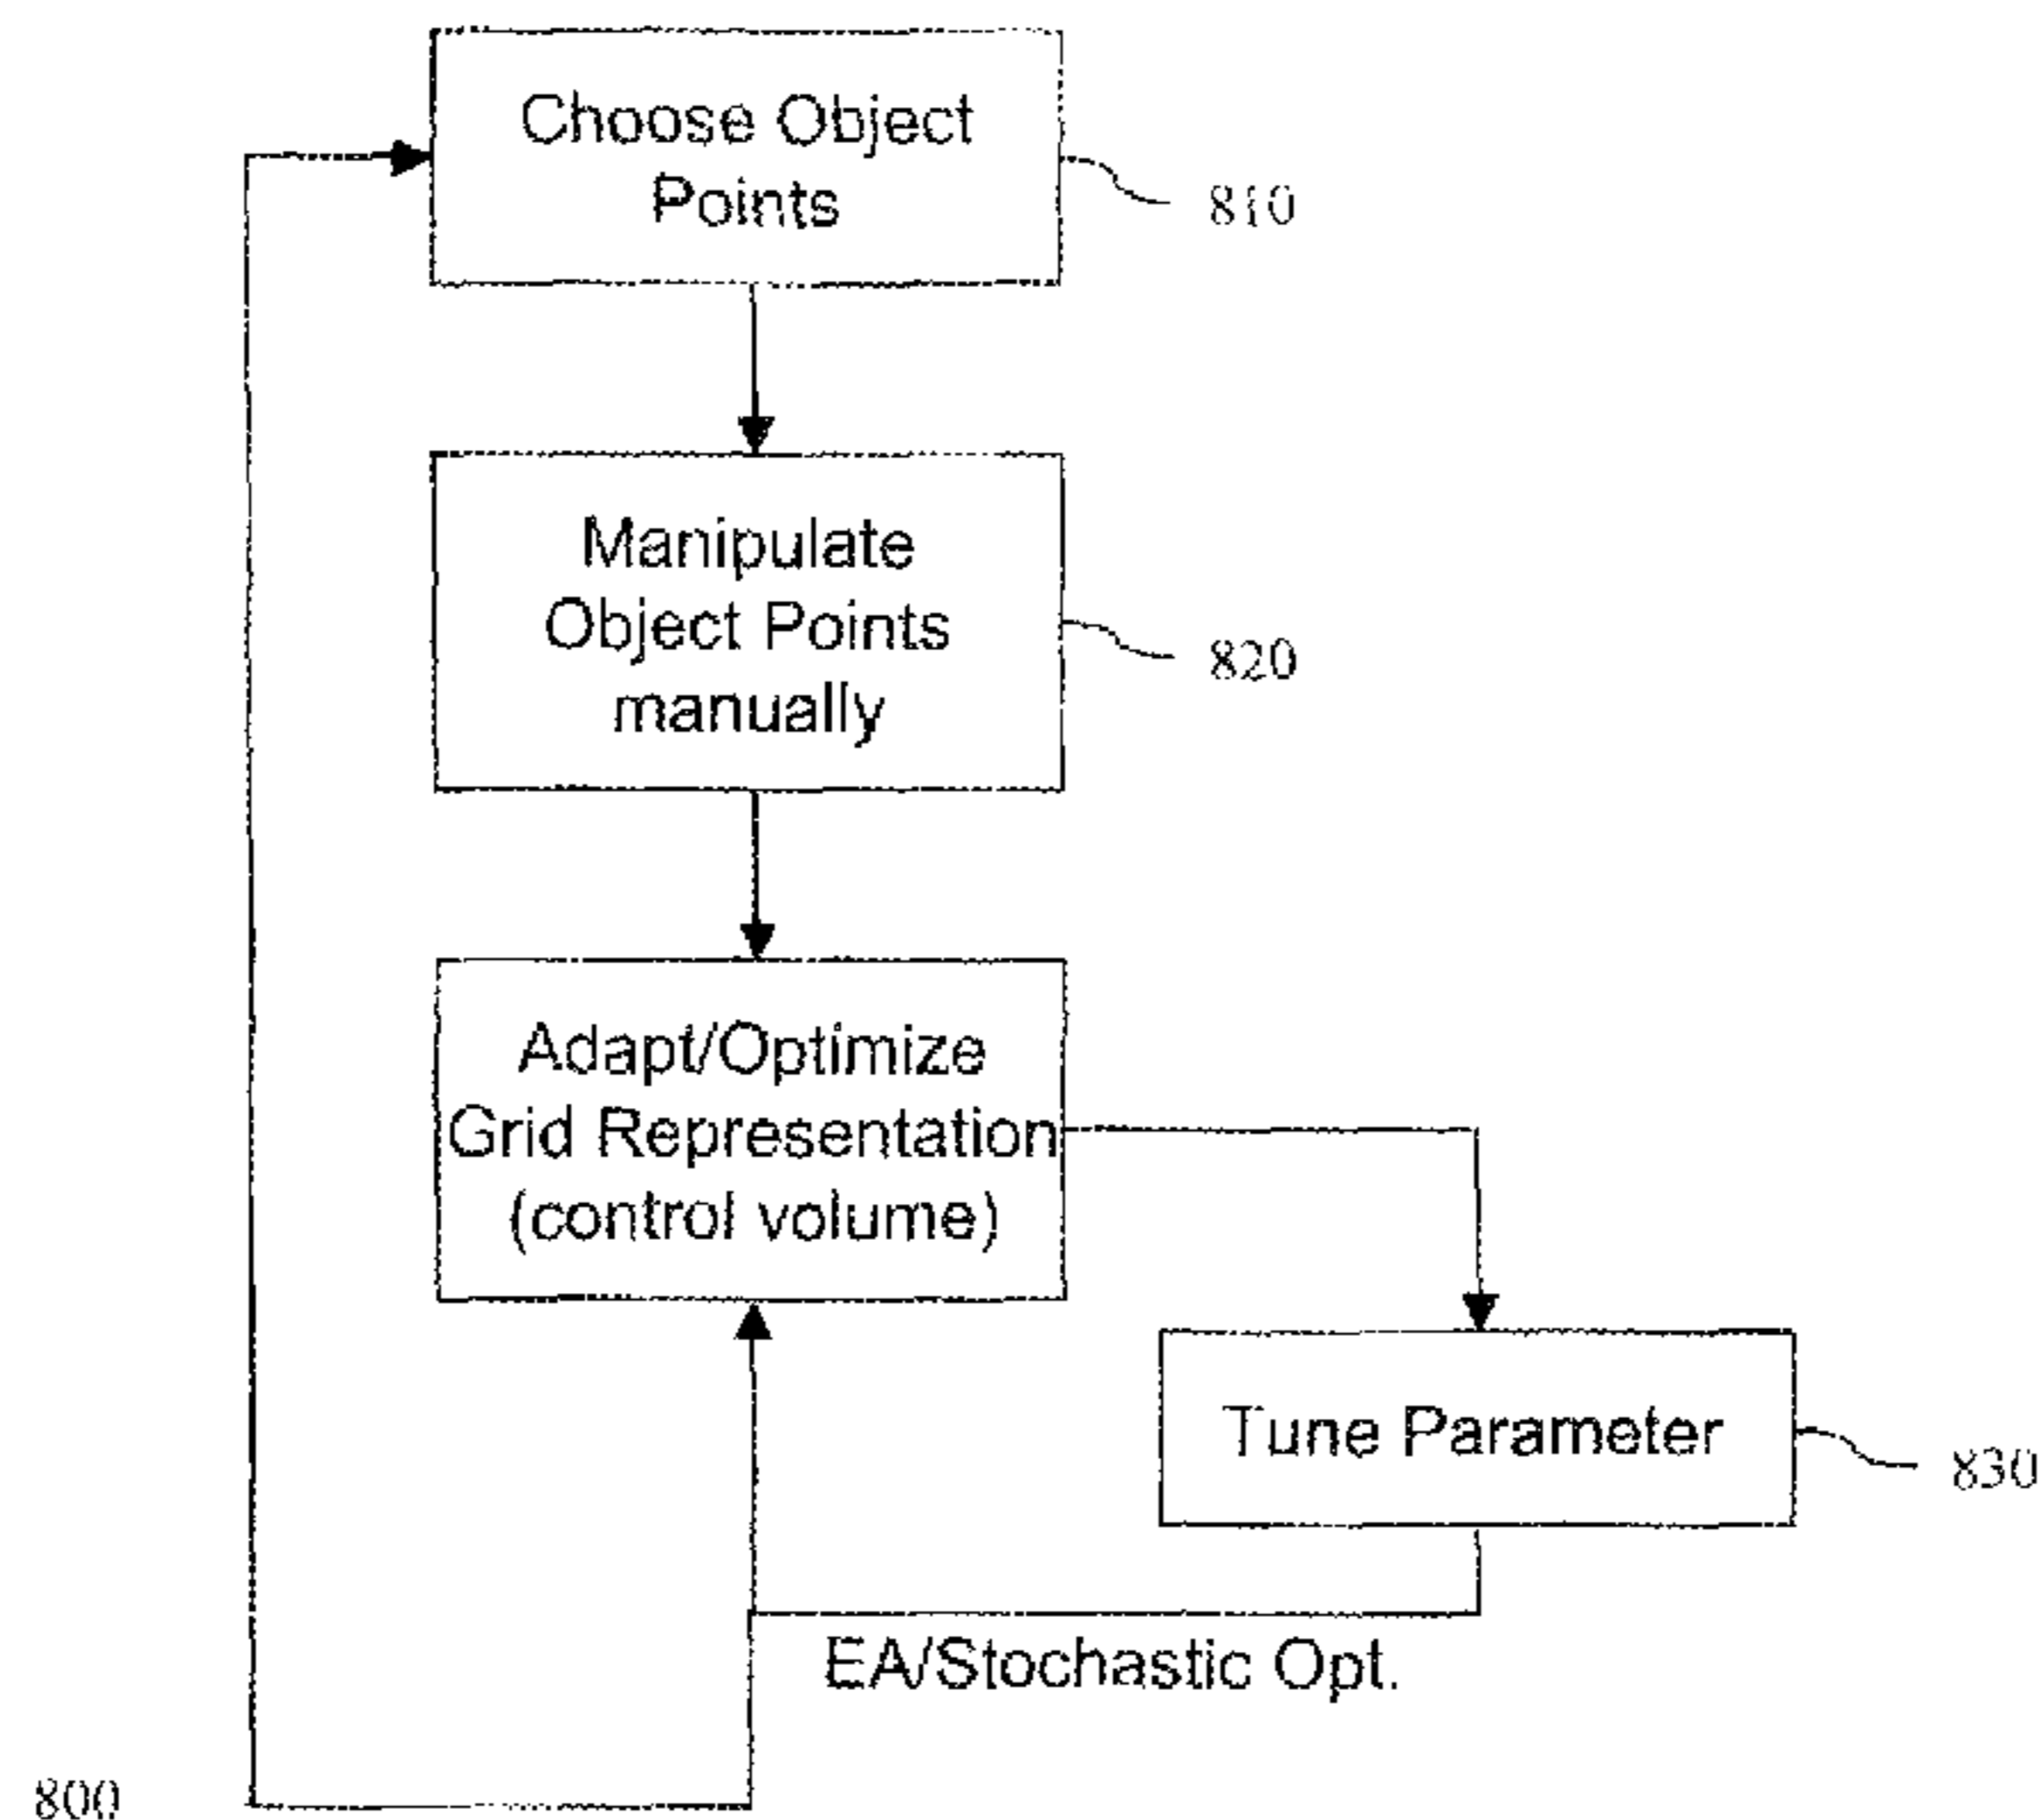 Choose Object
Points
810
Manipulate
Object Points
manually
820
Adapt/Optimize
Grid Representation
(control volume)
Tune Parameter
830
EA/Stochastic Opt.
800